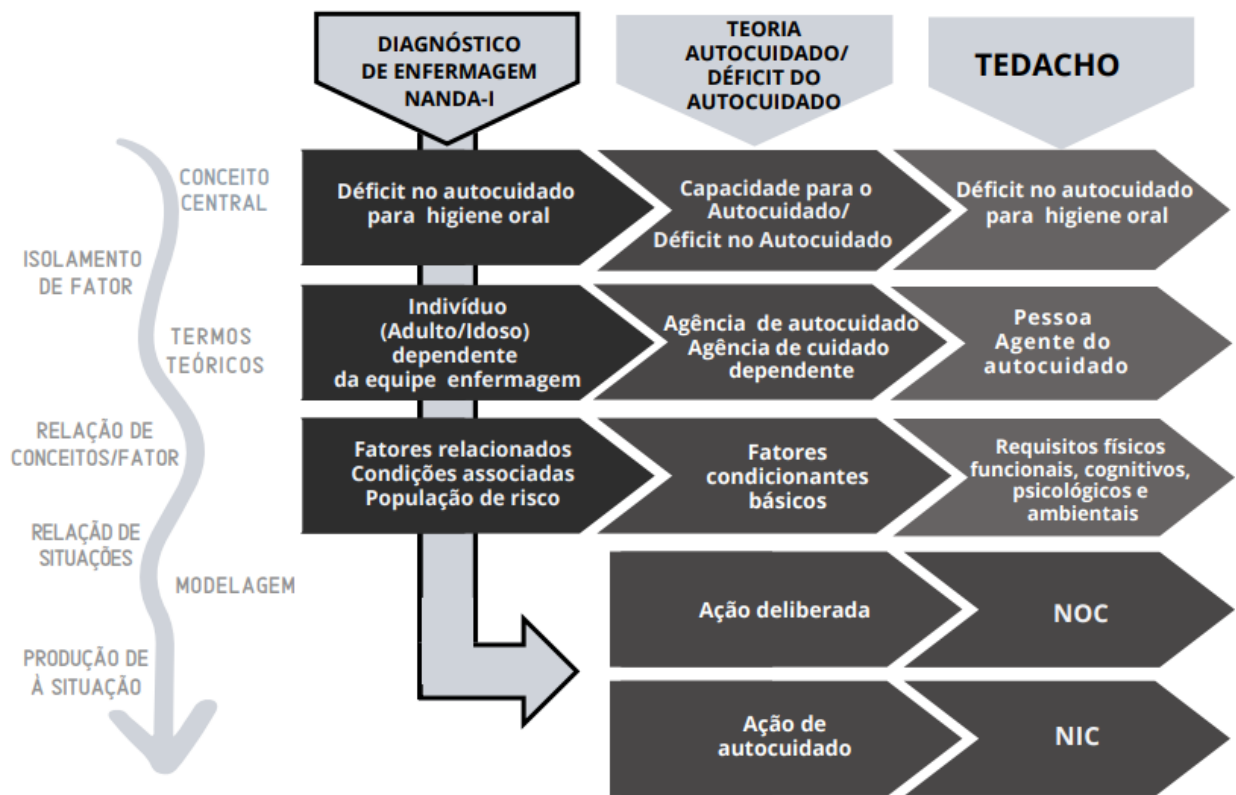 DIAGNÓSTICO
DE ENFERMAGEM
NANDA-I
TEORIA
AUTOCUIDADO/
DÉFICIT DO
AUTOCUIDADO
TEDACHO
CONCEITO
CENTRAL
Déficit no autocuidado
para higiene oral
Capacidade para o
Autocuidado/
Déficit no Autocuidado
Déficit no autocuidado
para higiene oral
ISOLAMENTO
DE FATOR
TERMOS
TEÓRICOS
Indivíduo
(Adulto/Idoso)
dependente
da equipe enfermagem
Agência de autocuidado
Agência de cuidado
dependente
Pessoa
Agente do
autocuidado
RELAÇÃO DE
CONCEITOS/FATOR
Fatores relacionados
Condições associadas
População de risco
Fatores
condicionantes
básicos
Requisitos físicos
funcionais, cognitivos,
psicológicos e
ambientais
RELAÇÃD DE
SITUAÇÕES
MODELAGEM
Ação deliberada
NOC
PRODUÇÃO DE
À SITUAÇÃO
Ação de
autocuidado
NIC